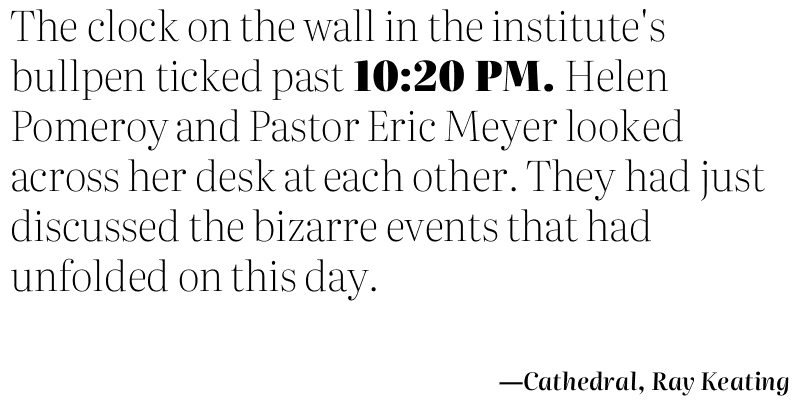 The clock on the wall in the institute's
bullpen ticked past 10:20 PM. Helen
Pomeroy and Pastor Eric Meyer looked
across her desk at each other. They had just
discussed the bizarre events that had
unfolded on this day.
—Cathedral, Ray Keating